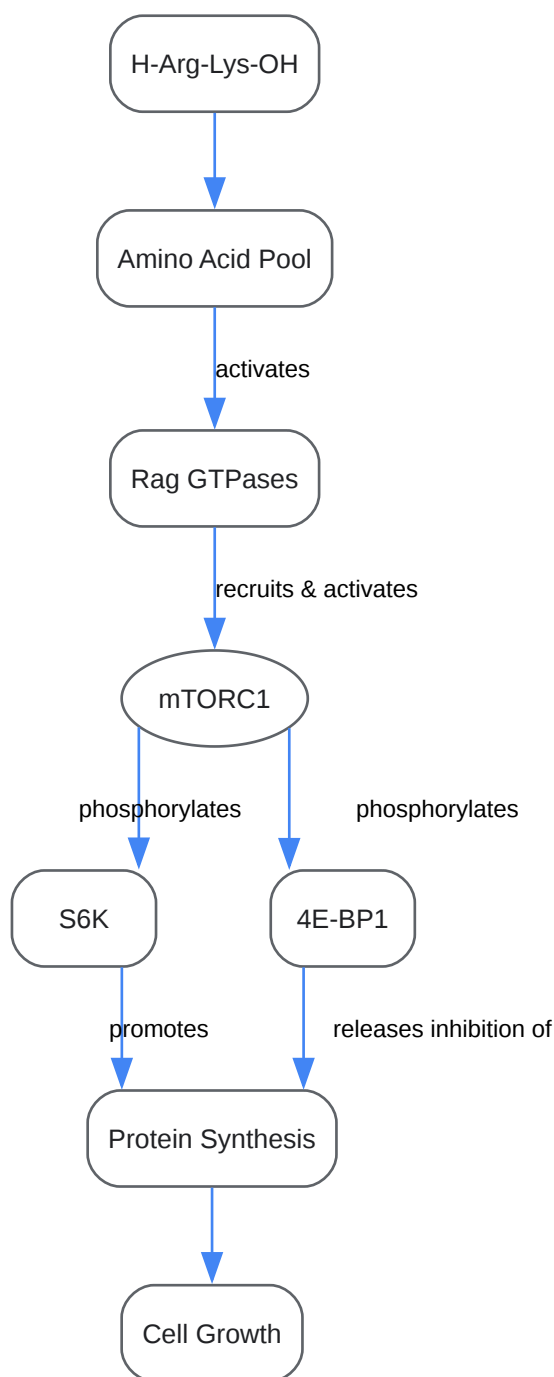 H-Arg-Lys-OH
Amino Acid Pool
activates
Rag GTPases
recruits & activates
mTORC1
phosphorylates
phosphorylates
S6K
4E-BP1
promotes
releases inhibition of
Protein Synthesis
Cell Growth